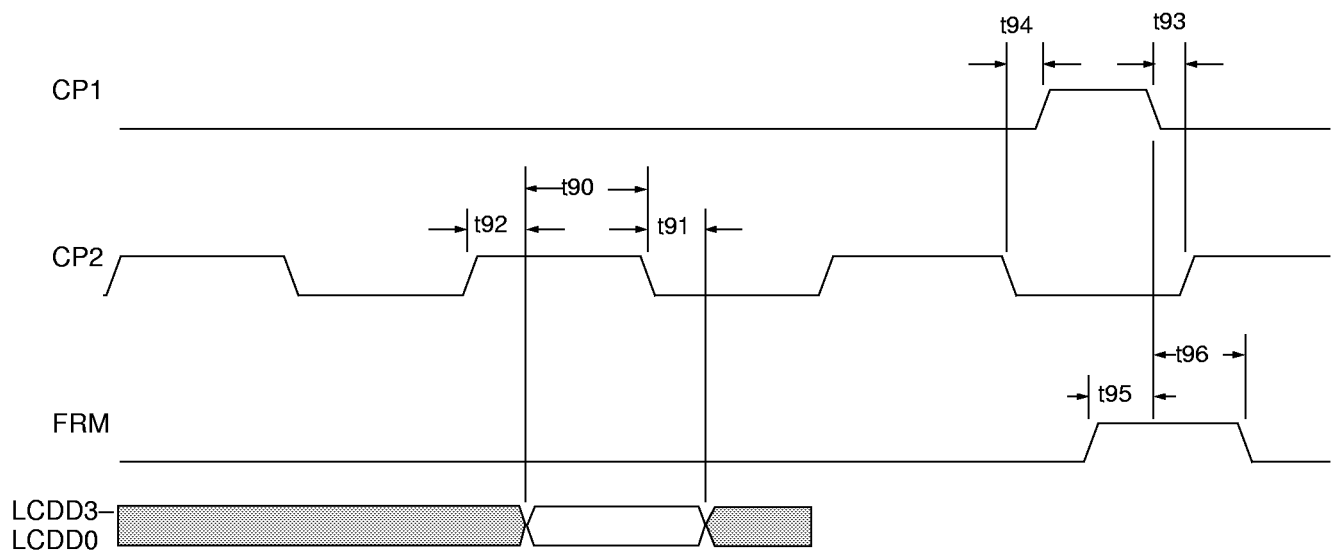 t94
t93
CP1
t90
t92
t91
CP2
t96
t95
FRM
LCDD3–
LCDD0